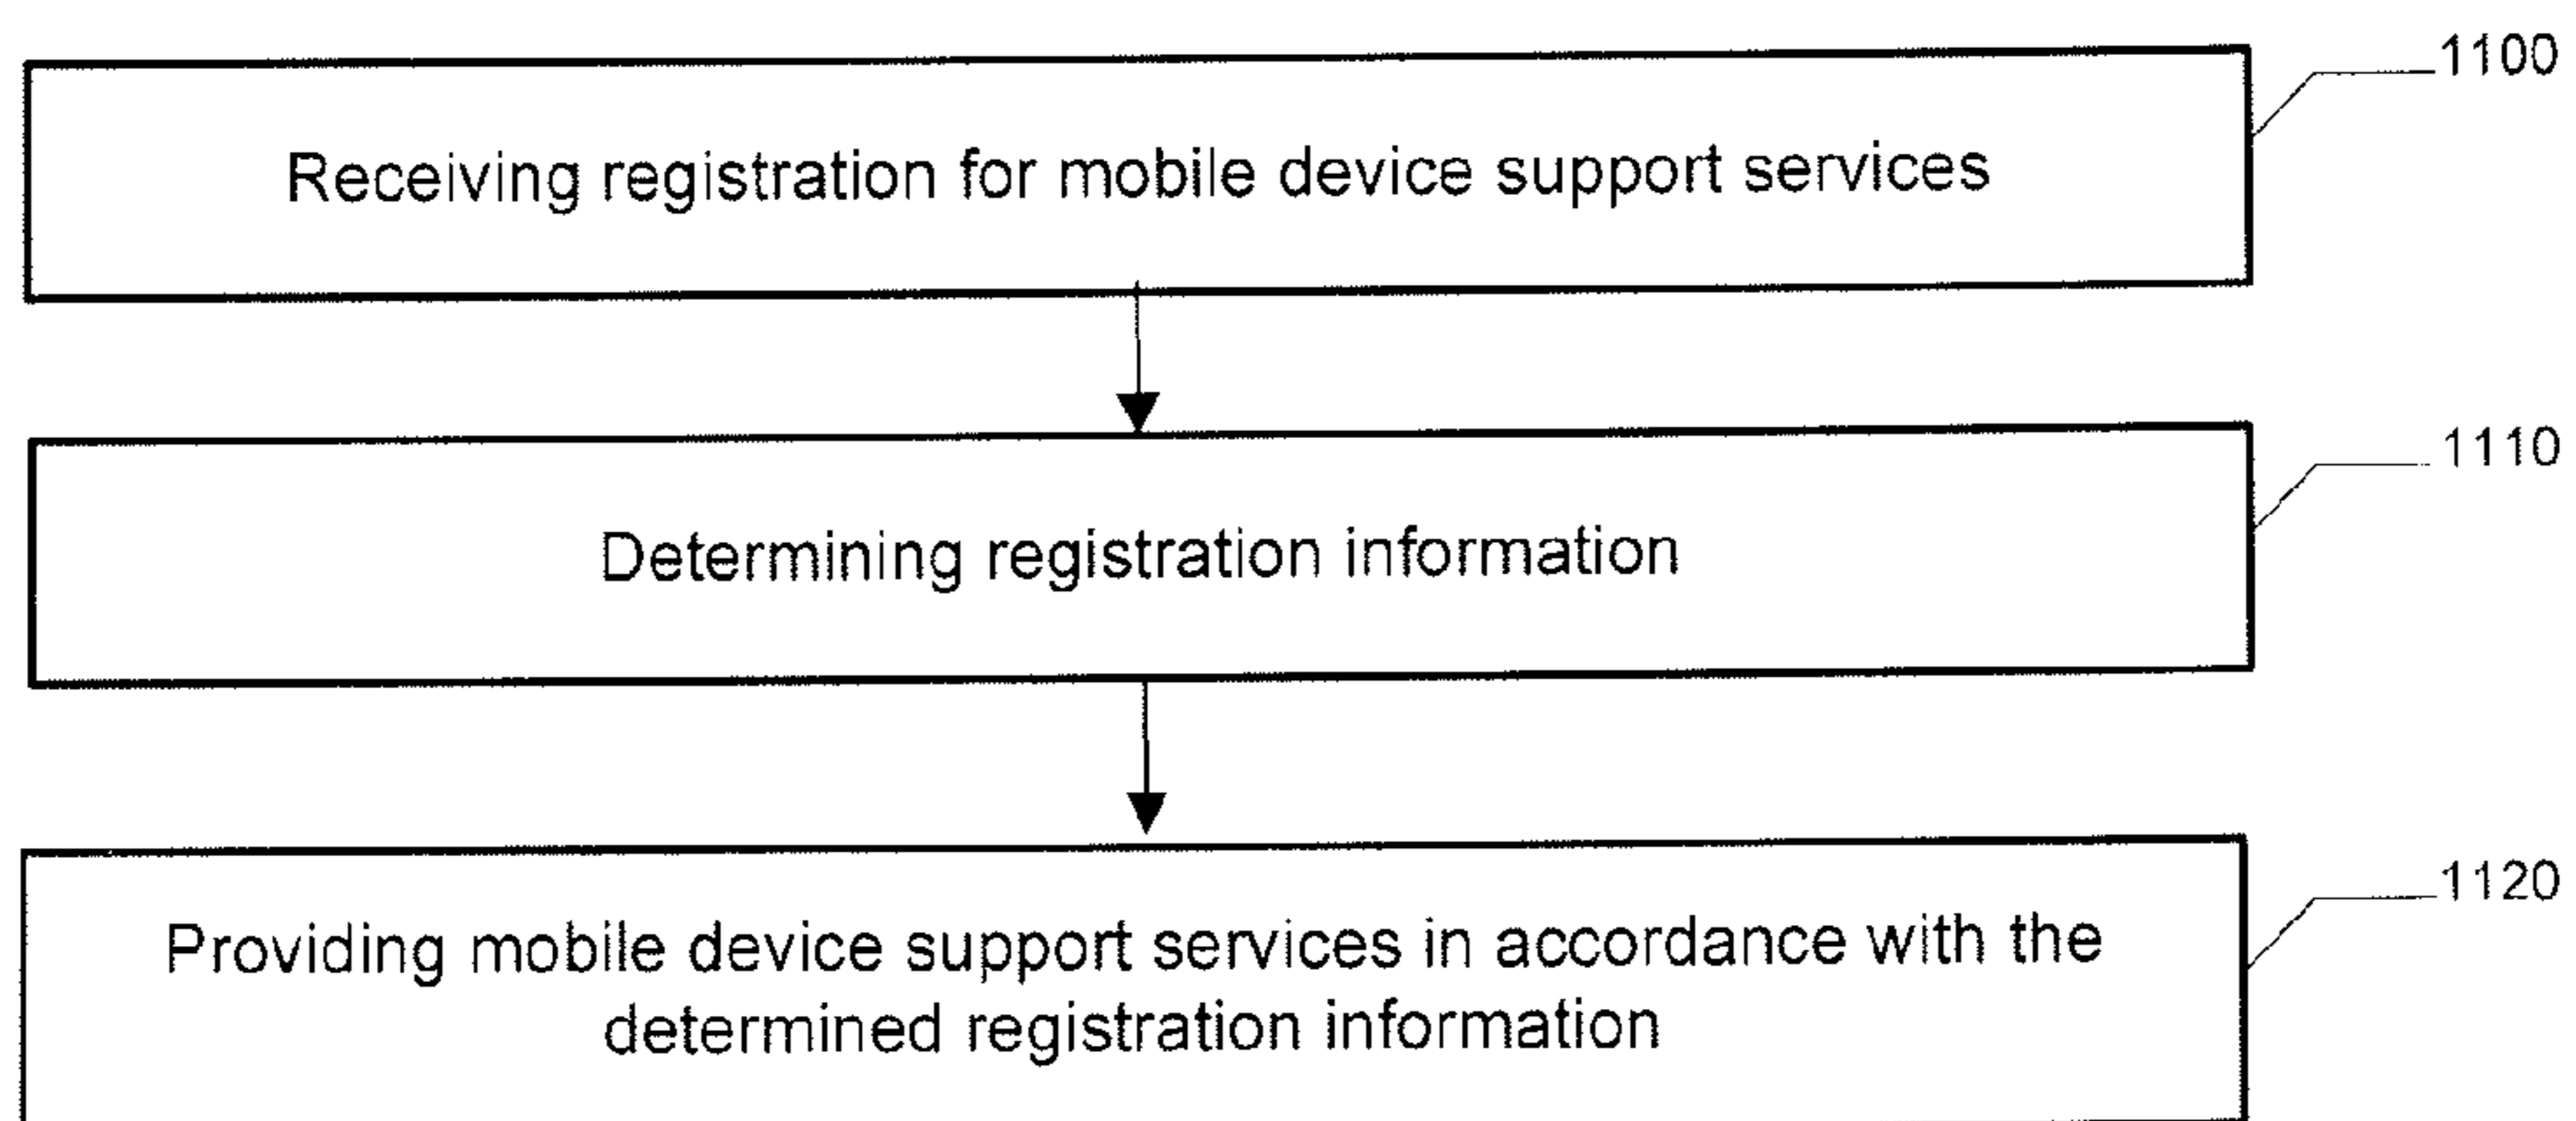 1100
Receiving registration for mobile device support services
1110
Determining registration information
1120
Providing mobile device support services in accordance with the
determined registration information